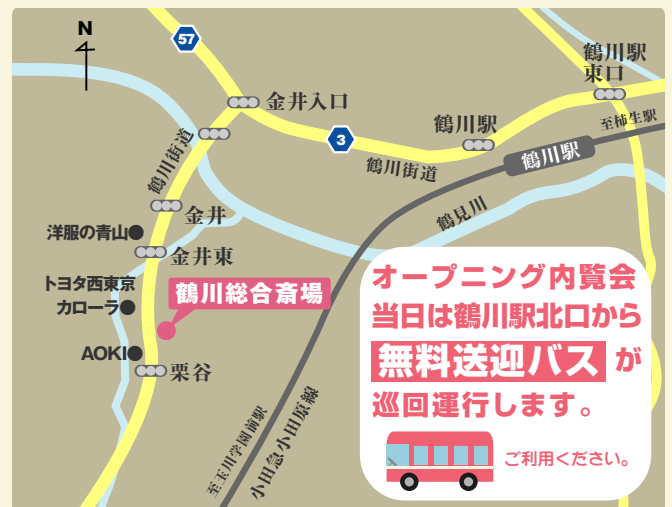 N
57
鶴川駅
東口
金井入口
鶴川駅
至柿生駅
3
鶴川駅
鶴川街道
鶴川街道
金井
鶴見川
洋服の青山
金井東
トヨタ西東京
カローラ
鶴川総合斎場
AOKI
栗谷
至玉川学園前駅
小田急小田原線
オープニング内覧会
当日は鶴川駅北口から
無料送迎バスが
巡回運行します。
ご利用ください。